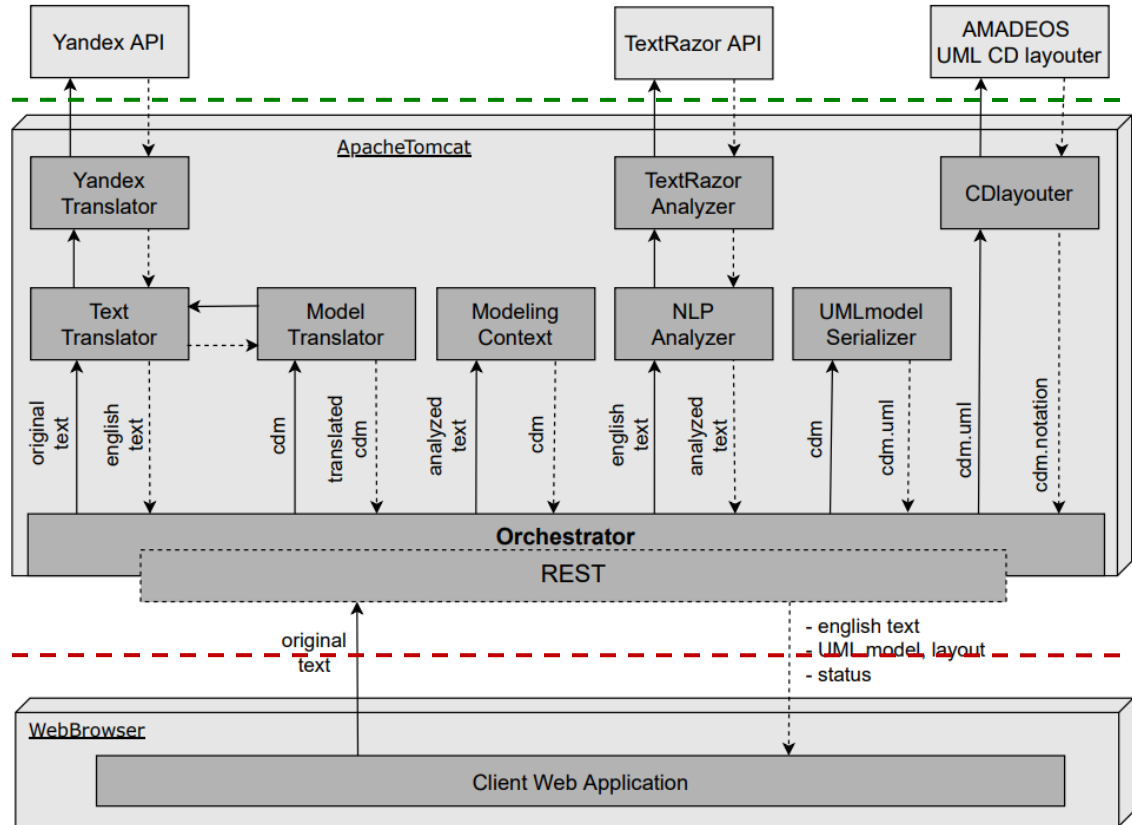 Yandex API
TextRazor API
AMADEOS
UML CD layouter
ApacheTomcat
Yandex
Translator
TextRazor
Analyzer
CDlayouter
Text
Translator
Model
Translator
Modeling
Context
NLP
Analyzer
UMLmodel
Serializer
original
text
english
text
cdm
translated
cdm
analyzed
text
cdm
english
text
analyzed
text
cdm
cdm.uml
cdm.uml
cdm.notation
Orchestrator
REST
original
text
- english text
- UML model, layout
- status
WebBrowser
Client Web Application